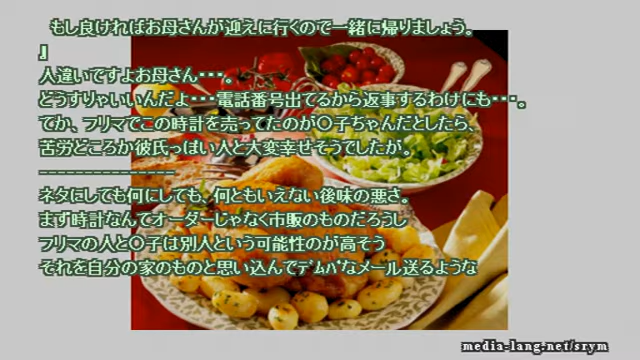 もし良ければお母さんが迎えに行くので一緒に帰りましょう。
』
人違いですよお母さん・・・。
どうすりゃいいんだよ・・・電話番号出てるから返事するわけにも・・・。
てか、フリマでこの時計を売ってたのが〇子ちゃんだとしたら、
苦労どころか彼氏っぽい人と大変幸せそうでしたが。
---------------
ネタにしても何にしても、何ともいえない後味の悪さ。
まず時計なんてオーダーじゃなく市販のものだろうし
フリマの人と〇子は別人という可能性のが高そう
それを自分の家のものと思い込んでﾃﾞﾑﾊﾟなメール送るような
media-lang.net/srym